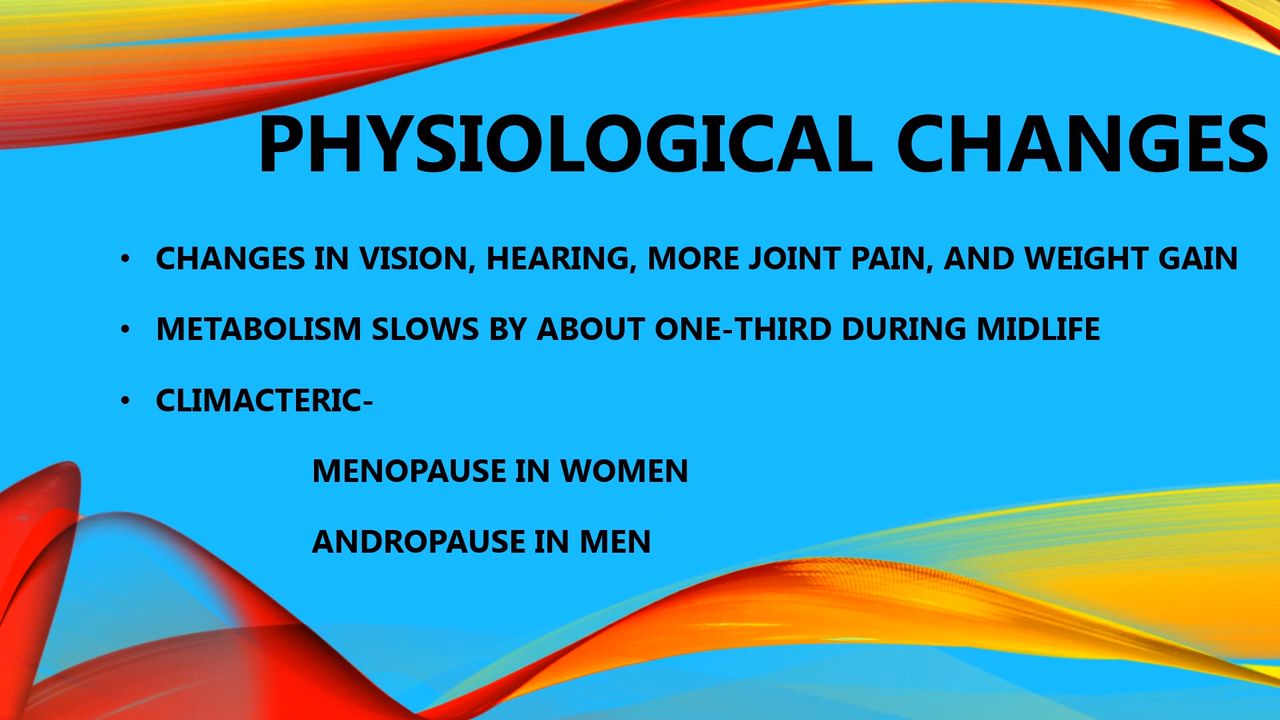 PHYSIOLOGICAL CHANGES
• CHANGES IN VISION, HEARING, MORE JOINT PAIN, AND WEIGHT GAIN
• METABOLISM SLOWS BY ABOUT ONE-THIRD DURING MIDLIFE
• CLIMACTERIC-
MENOPAUSE IN WOMEN
ANDROPAUSE IN MEN